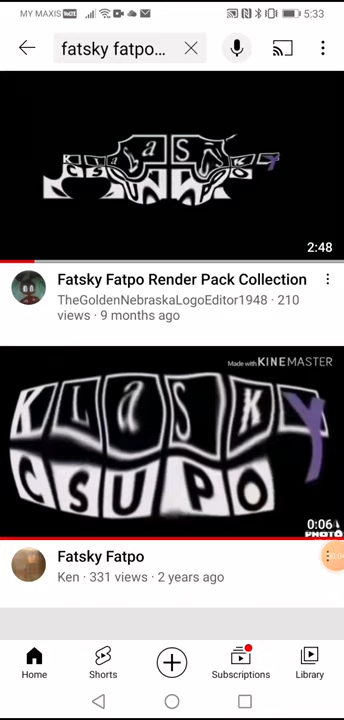 MY MAXIS VoLTE 5:33
fatsky fatpo...
KLaSKY
CSUPO
2:48
Fatsky Fatpo Render Pack Collection
TheGoldenNebraskaLogoEditor1948 · 210
views · 9 months ago
Made with KINEMASTER
KLaSKY
CSUPO
0:06
PHOTO
Fatsky Fatpo
Ken · 331 views · 2 years ago
Home
Shorts
Subscriptions
Library